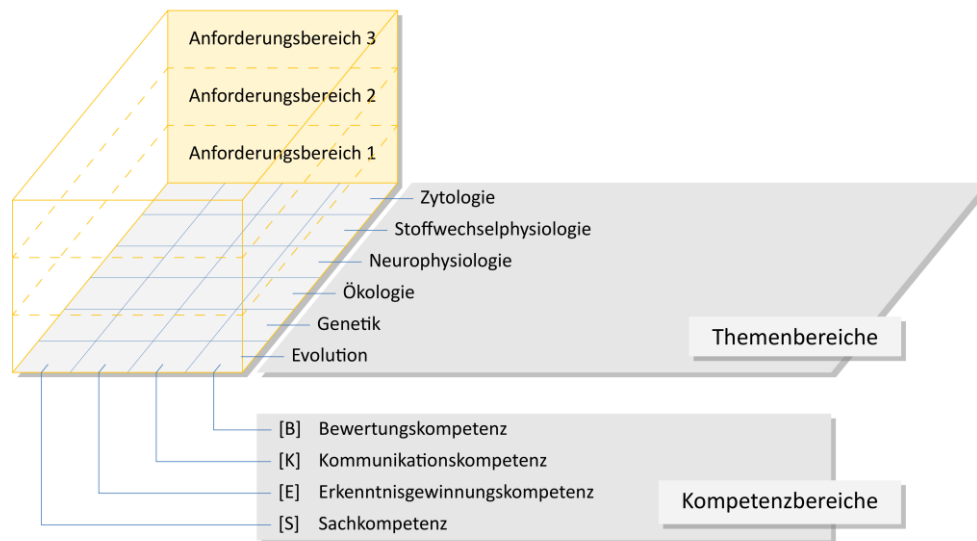 Anforderungsbereich 3
Anforderungsbereich 2
Anforderungsbereich 1
Zytologie
Stoffwechselphysiologie
Neurophysiologie
Ökologie
Genetik
Evolution
Themenbereiche
[B] Bewertungskompetenz
[K] Kommunikationskompetenz
[E] Erkenntnisgewinnungskompetenz
[S] Sachkompetenz
Kompetenzbereiche